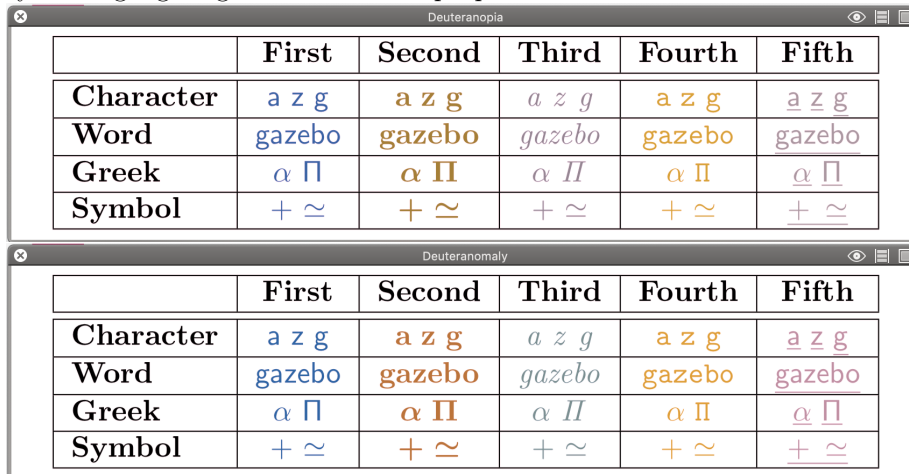 Deuteranopia
First Second Third Fourth Fifth
Character a z g a z g a z g a z g a z g
Word gazebo gazebo gazebo gazebo gazebo
Greek α Π α Π α Π α Π α Π
Symbol + ≃ + ≃ + ≃ + ≃ + ≃
Deuteranomaly
First Second Third Fourth Fifth
Character a z g a z g a z g a z g a z g
Word gazebo gazebo gazebo gazebo gazebo
Greek α Π α Π α Π α Π α Π
Symbol + ≃ + ≃ + ≃ + ≃ + ≃